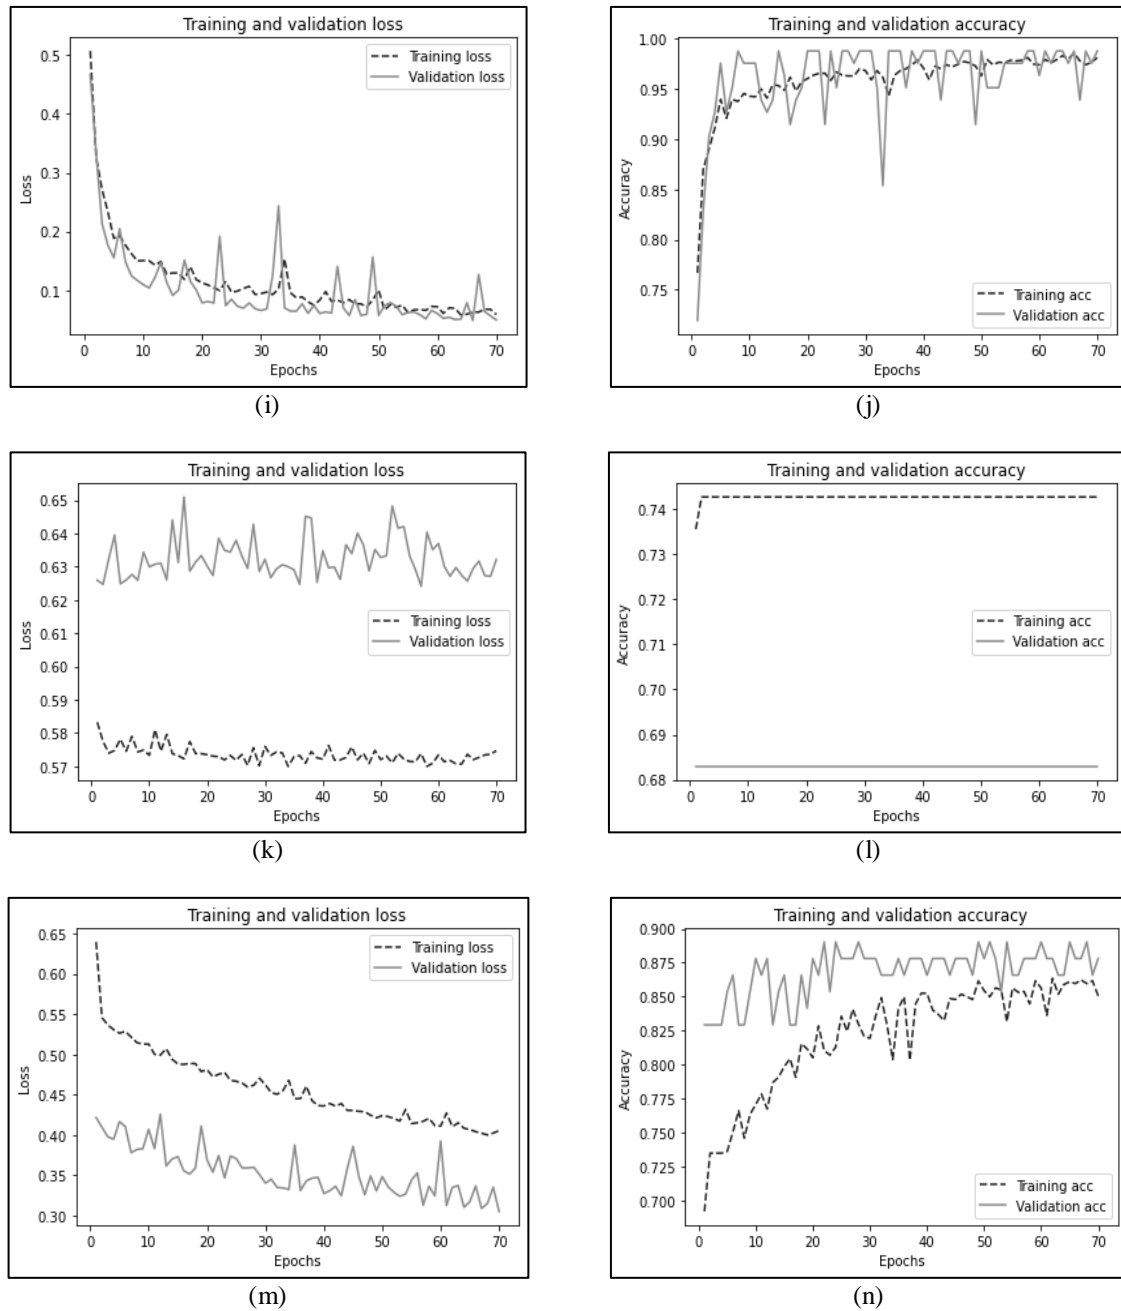 Training and validation loss
0.5
0.4
0.3
0.2
0.1
Loss
Training loss
Validation loss
0 10 20 30 40 50 60 70
Epochs
(i)
Training and validation accuracy
1.00
0.95
0.90
0.85
0.80
0.75
Accuracy
Training acc
Validation acc
0 10 20 30 40 50 60 70
Epochs
(j)
Training and validation loss
0.65
0.64
0.63
0.62
0.61
0.60
0.59
0.58
0.57
Loss
Training loss
Validation loss
0 10 20 30 40 50 60 70
Epochs
(k)
Training and validation accuracy
0.74
0.73
0.72
0.71
0.70
0.69
0.68
Accuracy
Training acc
Validation acc
0 10 20 30 40 50 60 70
Epochs
(l)
Training and validation loss
0.65
0.60
0.55
0.50
0.45
0.40
0.35
0.30
Loss
Training loss
Validation loss
0 10 20 30 40 50 60 70
Epochs
(m)
Training and validation accuracy
0.900
0.875
0.850
0.825
0.800
0.775
0.750
0.725
0.700
Accuracy
Training acc
Validation acc
0 10 20 30 40 50 60 70
Epochs
(n)